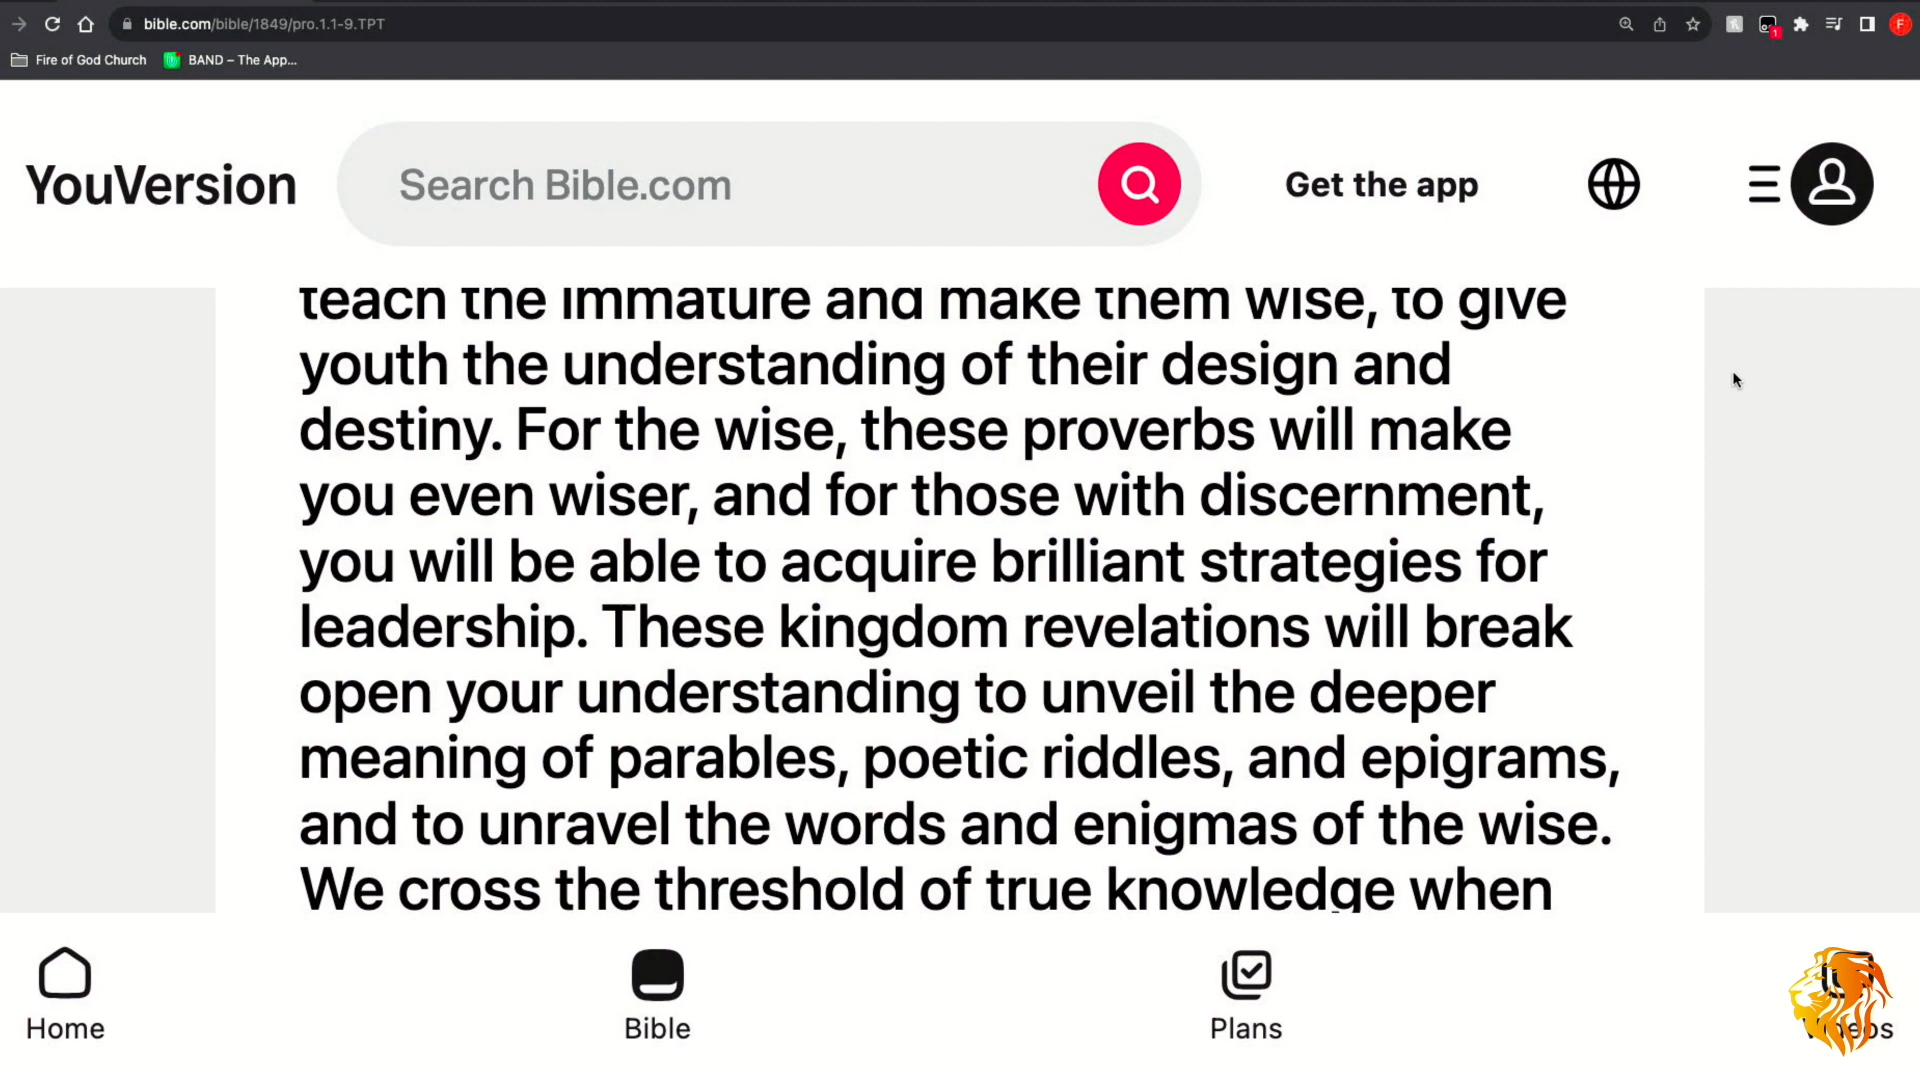 bible.com/bible/1849/pro.1.1-9.TPT
1
F
Fire of God Church
BAND – The App...
YouVersion
Search Bible.com
Get the app
teach the immature and make them wise, to give
youth the understanding of their design and
destiny. For the wise, these proverbs will make
you even wiser, and for those with discernment,
you will be able to acquire brilliant strategies for
leadership. These kingdom revelations will break
open your understanding to unveil the deeper
meaning of parables, poetic riddles, and epigrams,
and to unravel the words and enigmas of the wise.
We cross the threshold of true knowledge when
Home
Bible
Plans
Videos